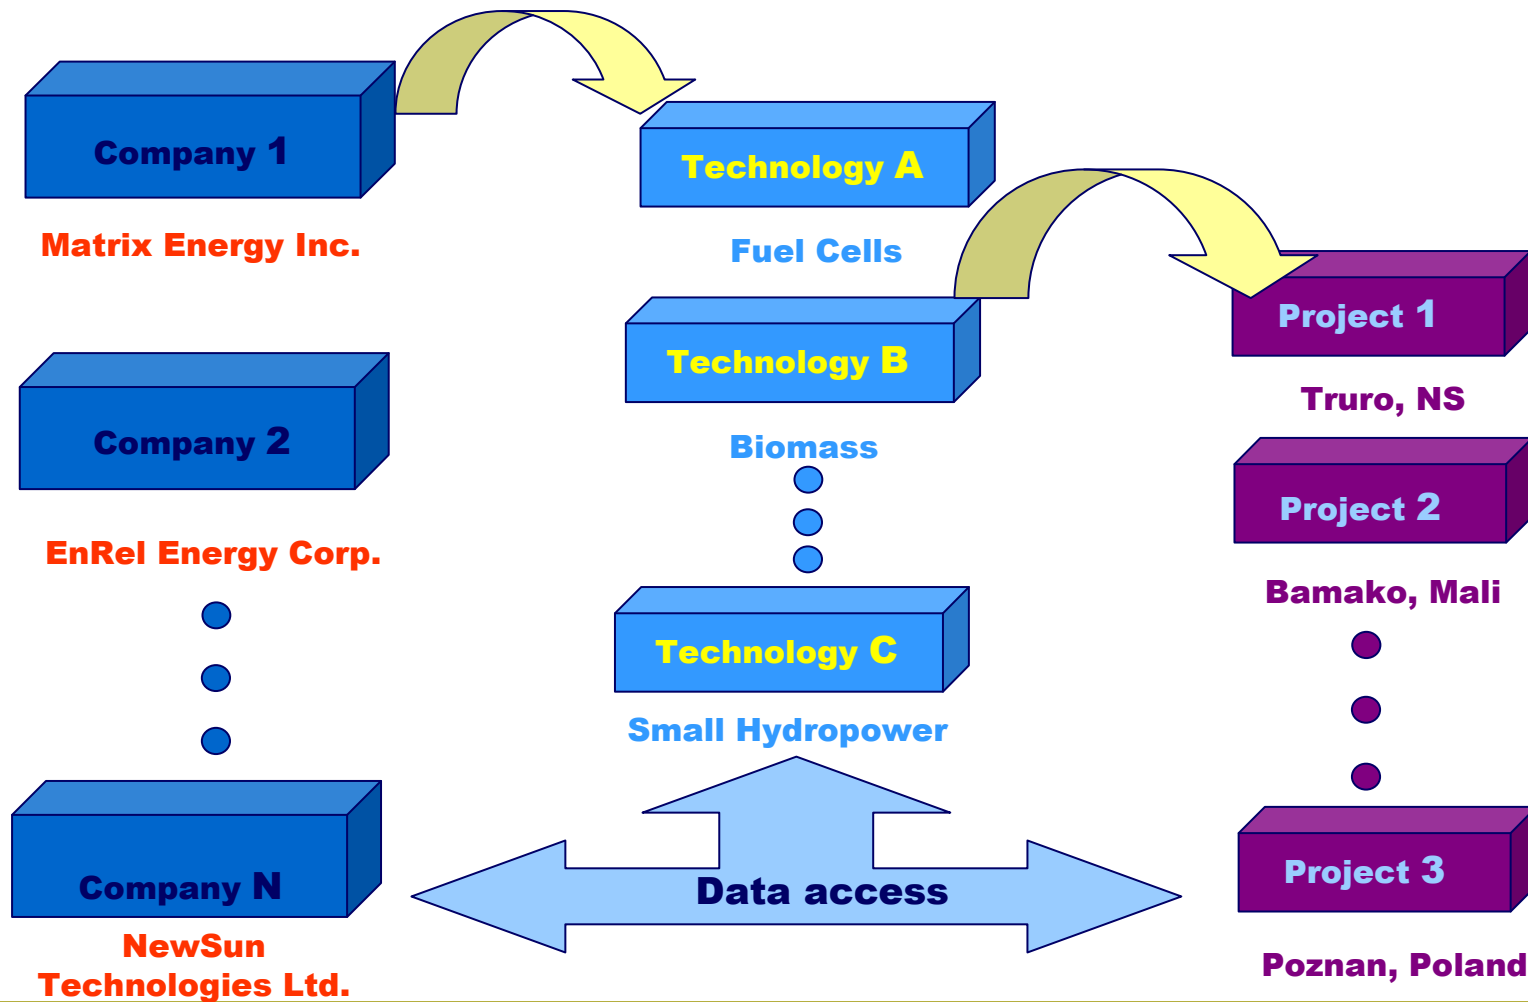 Company 1
Matrix Energy Inc.
Company 2
EnRel Energy Corp.
Company N
NewSun
Technologies Ltd.
Technology A
Fuel Cells
Technology B
Biomass
Technology C
Small Hydropower
Data access
Project 1
Truro, NS
Project 2
Bamako, Mali
Project 3
Poznan, Poland